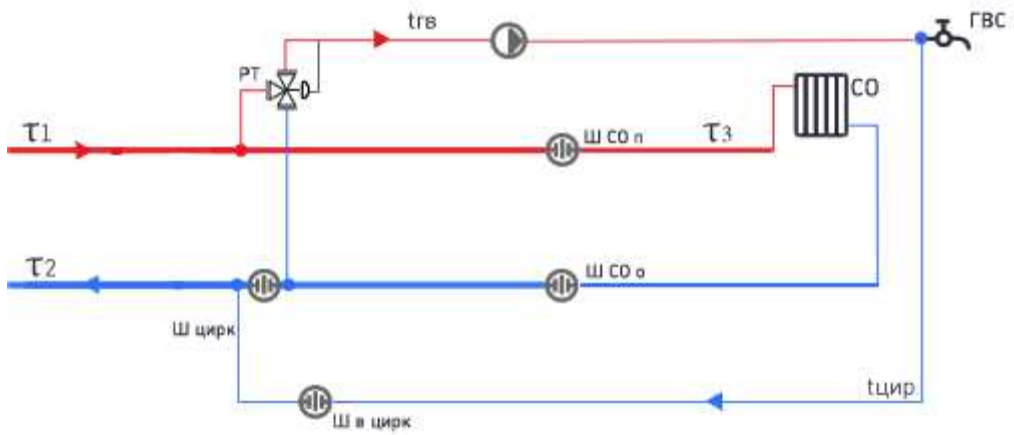 tгв
ГВС
РТ
СО
τ1
Ш СО п
τ3
τ2
Ш СО о
Ш цирк
tцир
Ш в цирк